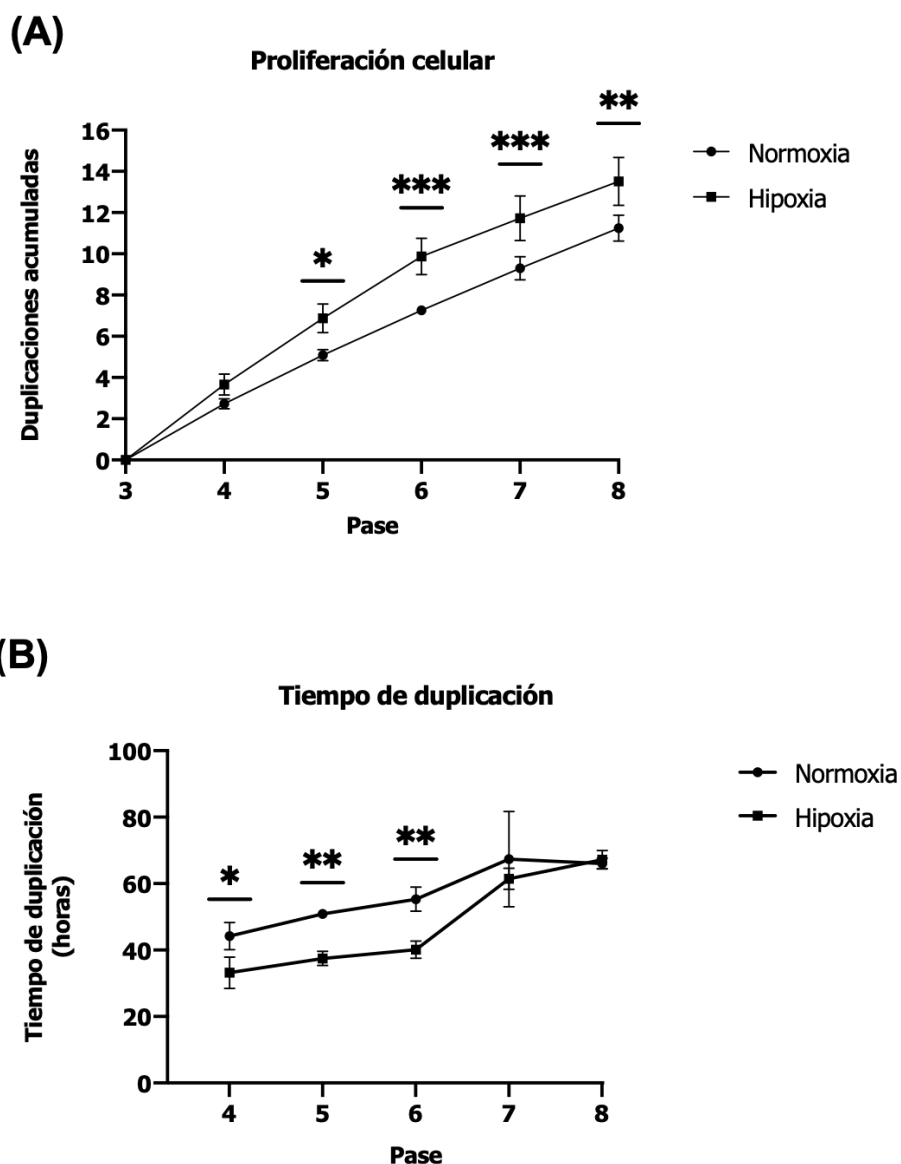 (A)
Proliferación celular
Duplicaciones acumuladas
16
14
12
10
8
6
4
2
0
*
***
***
**
Normoxia
Hipoxia
3 4 5 6 7 8
Pase
(B)
Tiempo de duplicación
Tiempo de duplicación
(horas)
100
80
60
40
20
0
*
**
**
Normoxia
Hipoxia
4 5 6 7 8
Pase